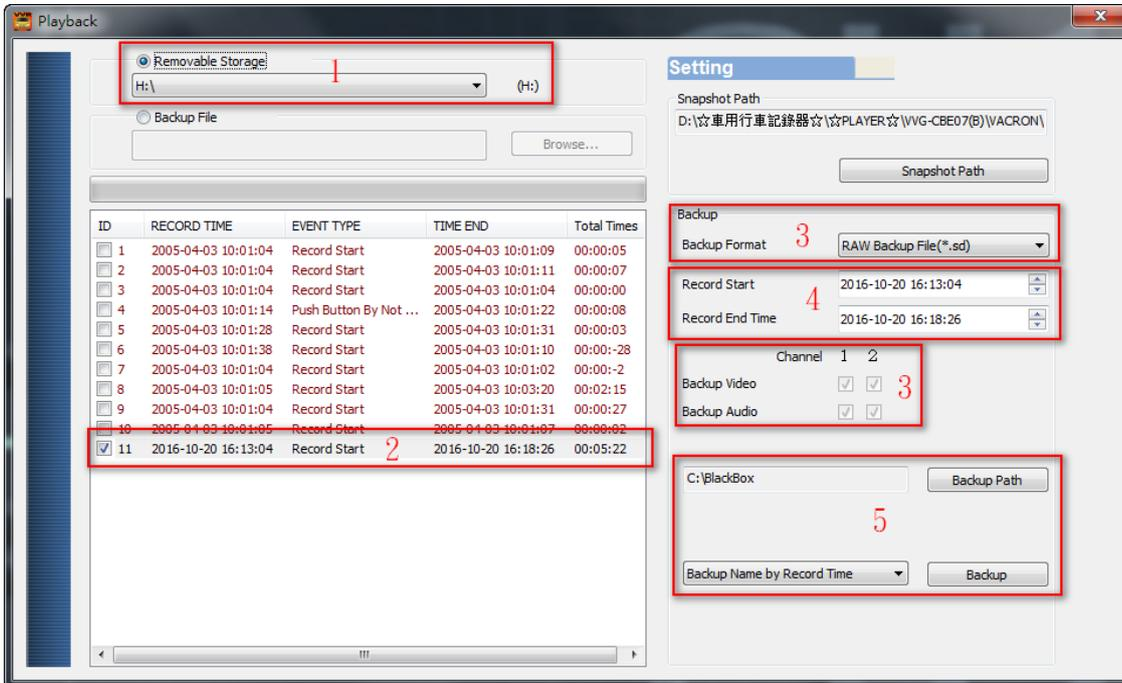 Playback
Removable Storage
1
H:\ (H:)
Backup File
Browse...
ID RECORD TIME EVENT TYPE TIME END Total Times
1 2005-04-03 10:01:04 Record Start 2005-04-03 10:01:09 00:00:05
2 2005-04-03 10:01:04 Record Start 2005-04-03 10:01:11 00:00:07
3 2005-04-03 10:01:04 Record Start 2005-04-03 10:01:04 00:00:00
4 2005-04-03 10:01:14 Push Button By Not ... 2005-04-03 10:01:22 00:00:08
5 2005-04-03 10:01:28 Record Start 2005-04-03 10:01:31 00:00:03
6 2005-04-03 10:01:38 Record Start 2005-04-03 10:01:10 00:00:-28
7 2005-04-03 10:01:04 Record Start 2005-04-03 10:01:02 00:00:-2
8 2005-04-03 10:01:05 Record Start 2005-04-03 10:03:20 00:02:15
9 2005-04-03 10:01:04 Record Start 2005-04-03 10:01:31 00:00:27
10 2005-04-03 10:01:05 Record Start 2005-04-03 10:01:07 00:00:02
11 2016-10-20 16:13:04 Record Start 2 2016-10-20 16:18:26 00:05:22
Setting
Snapshot Path
D:\☆車用行車記錄器☆\☆PLAYER☆\VVG-CBE07(B)\VACRON\
Snapshot Path
Backup
Backup Format 3 RAW Backup File(*.sd)
Record Start 2016-10-20 16:13:04
4
Record End Time 2016-10-20 16:18:26
Channel 1 2
Backup Video
3
Backup Audio
C:\BlackBox Backup Path
5
Backup Name by Record Time Backup